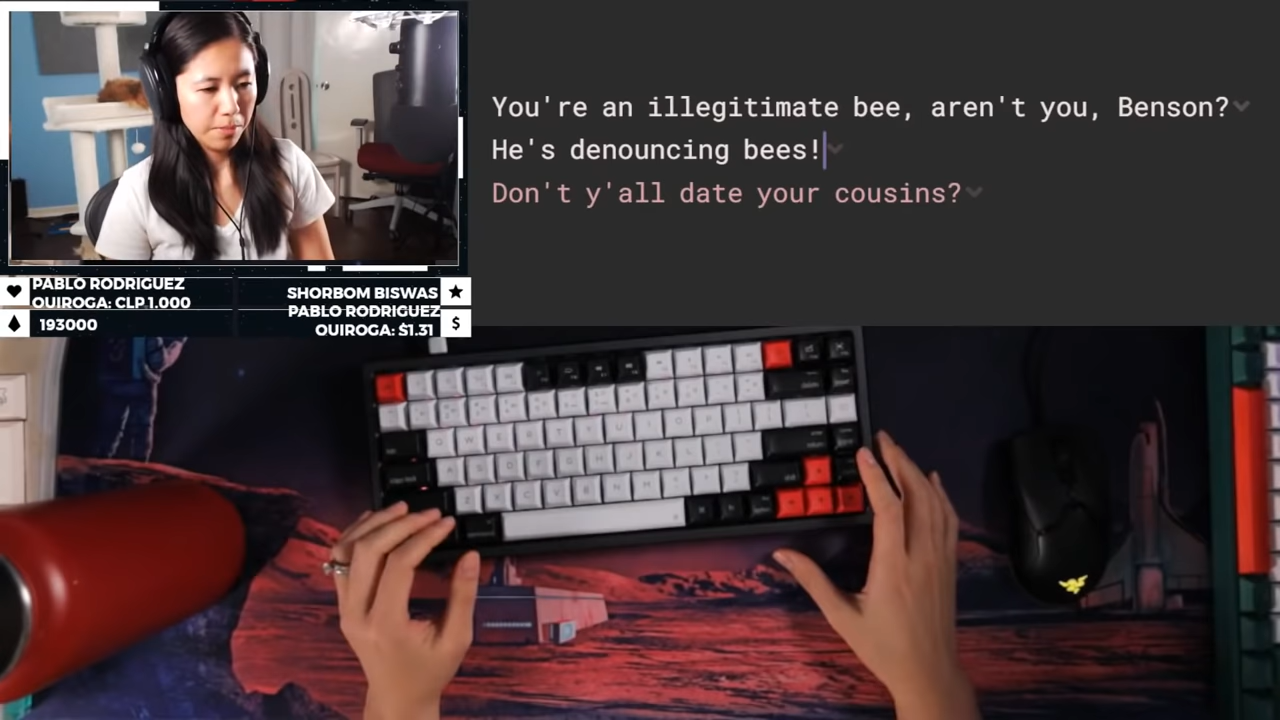 You're an illegitimate bee, aren't you, Benson?
He's denouncing bees!
Don't y'all date your cousins?
PABLO RODRIGUEZ
QUIROGA: CLP 1.000
SHORBOM BISWAS
193000
PABLO RODRIGUEZ
QUIROGA: $1.31
$